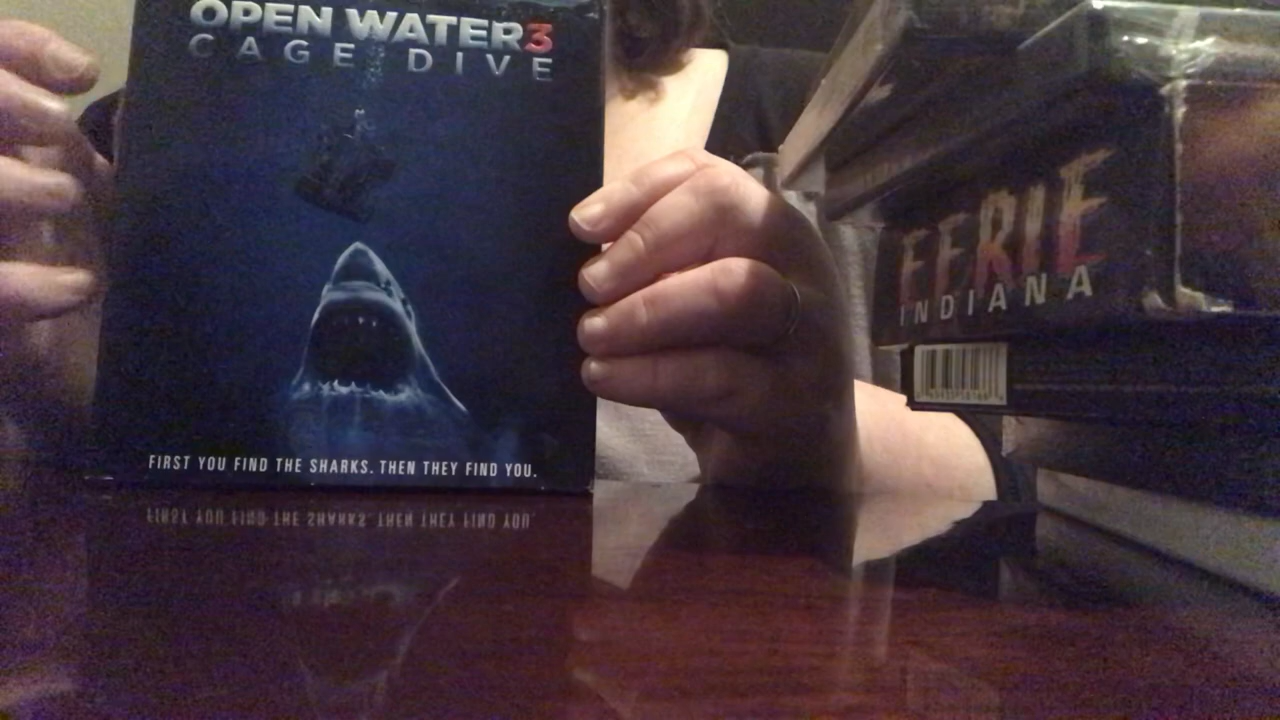 OPEN WATER3
CAGE DIVE
FIRST YOU FIND THE SHARKS. THEN THEY FIND YOU.
EERIE
INDIANA